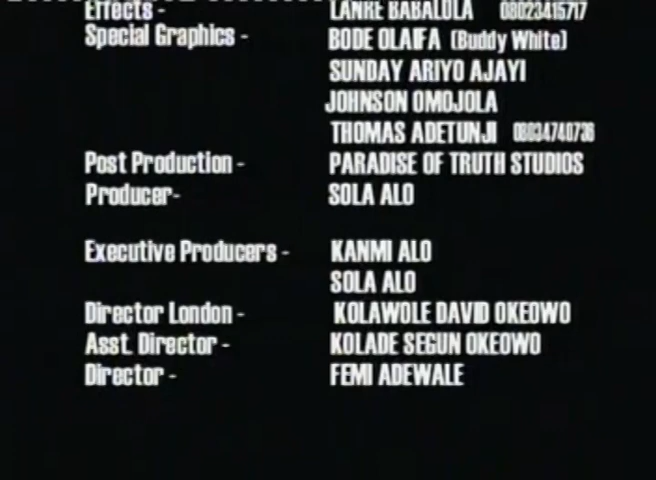 Effects - LANRE BABALOLA 08023415717
Special Graphics - BODE OLAIFA (Buddy White)
SUNDAY ARIYO AJAYI
JOHNSON OMOJOLA
THOMAS ADETUNJI 08034740736
Post Production - PARADISE OF TRUTH STUDIOS
Producer- SOLA ALO
Executive Producers - KANMI ALO
SOLA ALO
Director London - KOLAWOLE DAVID OKEOWO
Asst. Director - KOLADE SEGUN OKEOWO
Director - FEMI ADEWALE